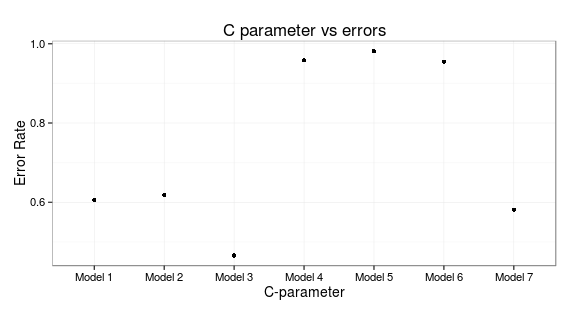 C parameter vs errors
Error Rate
1.0
0.8
0.6
Model 1 Model 2 Model 3 Model 4 Model 5 Model 6 Model 7
C-parameter